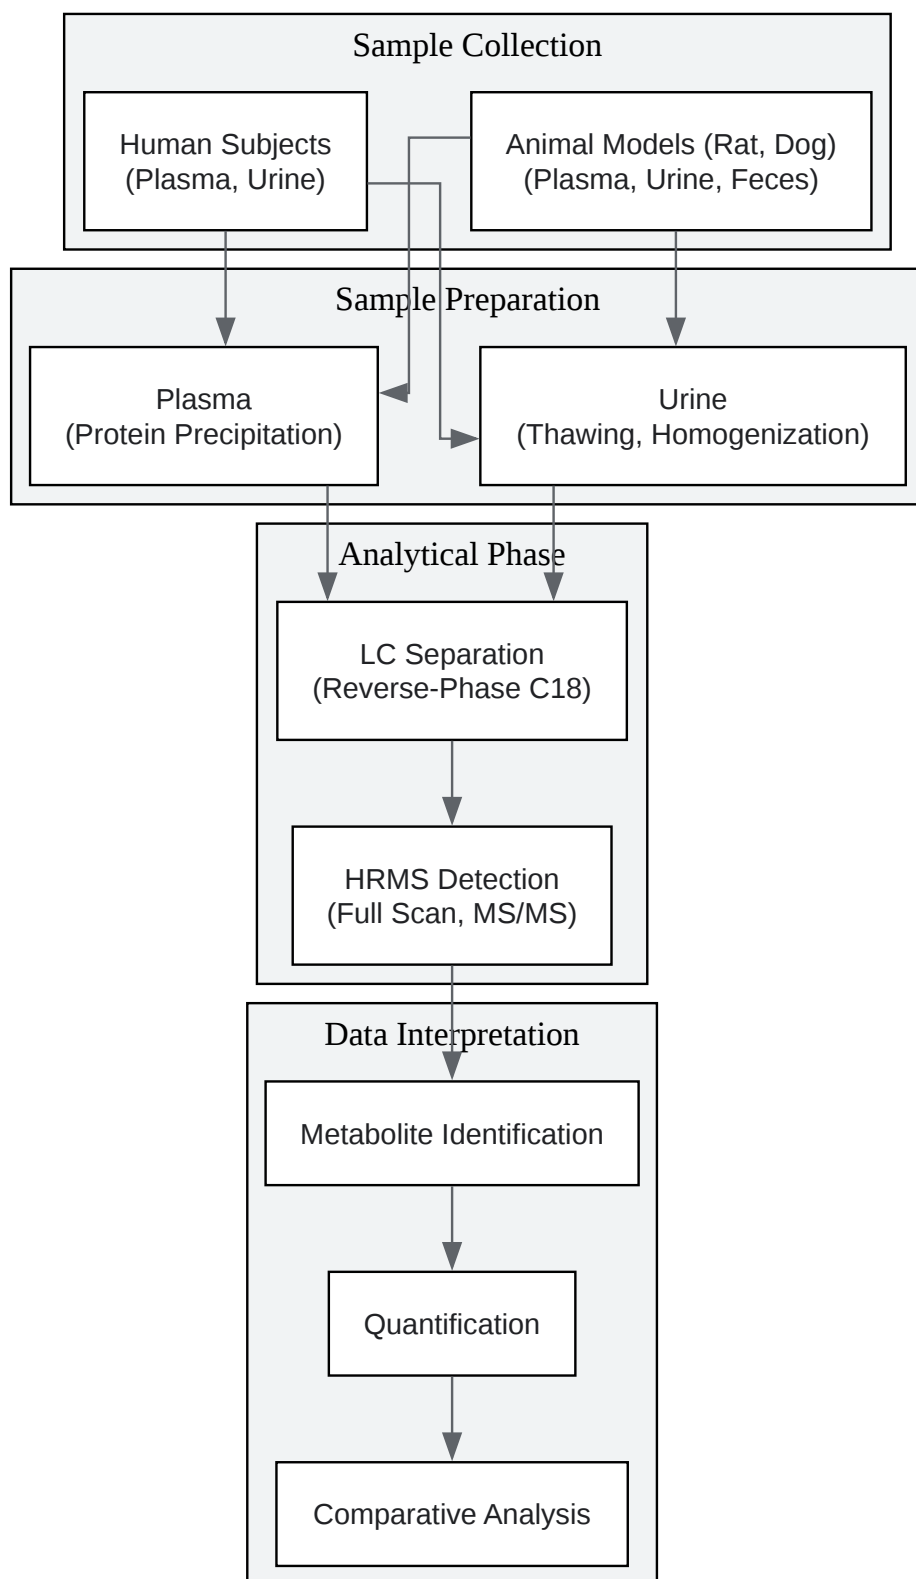 Sample Collection
Human Subjects
(Plasma, Urine)
Animal Models (Rat, Dog)
(Plasma, Urine, Feces)
Sample Preparation
Plasma
(Protein Precipitation)
Urine
(Thawing, Homogenization)
Analytical Phase
LC Separation
(Reverse-Phase C18)
HRMS Detection
(Full Scan, MS/MS)
Data Interpretation
Metabolite Identification
Quantification
Comparative Analysis